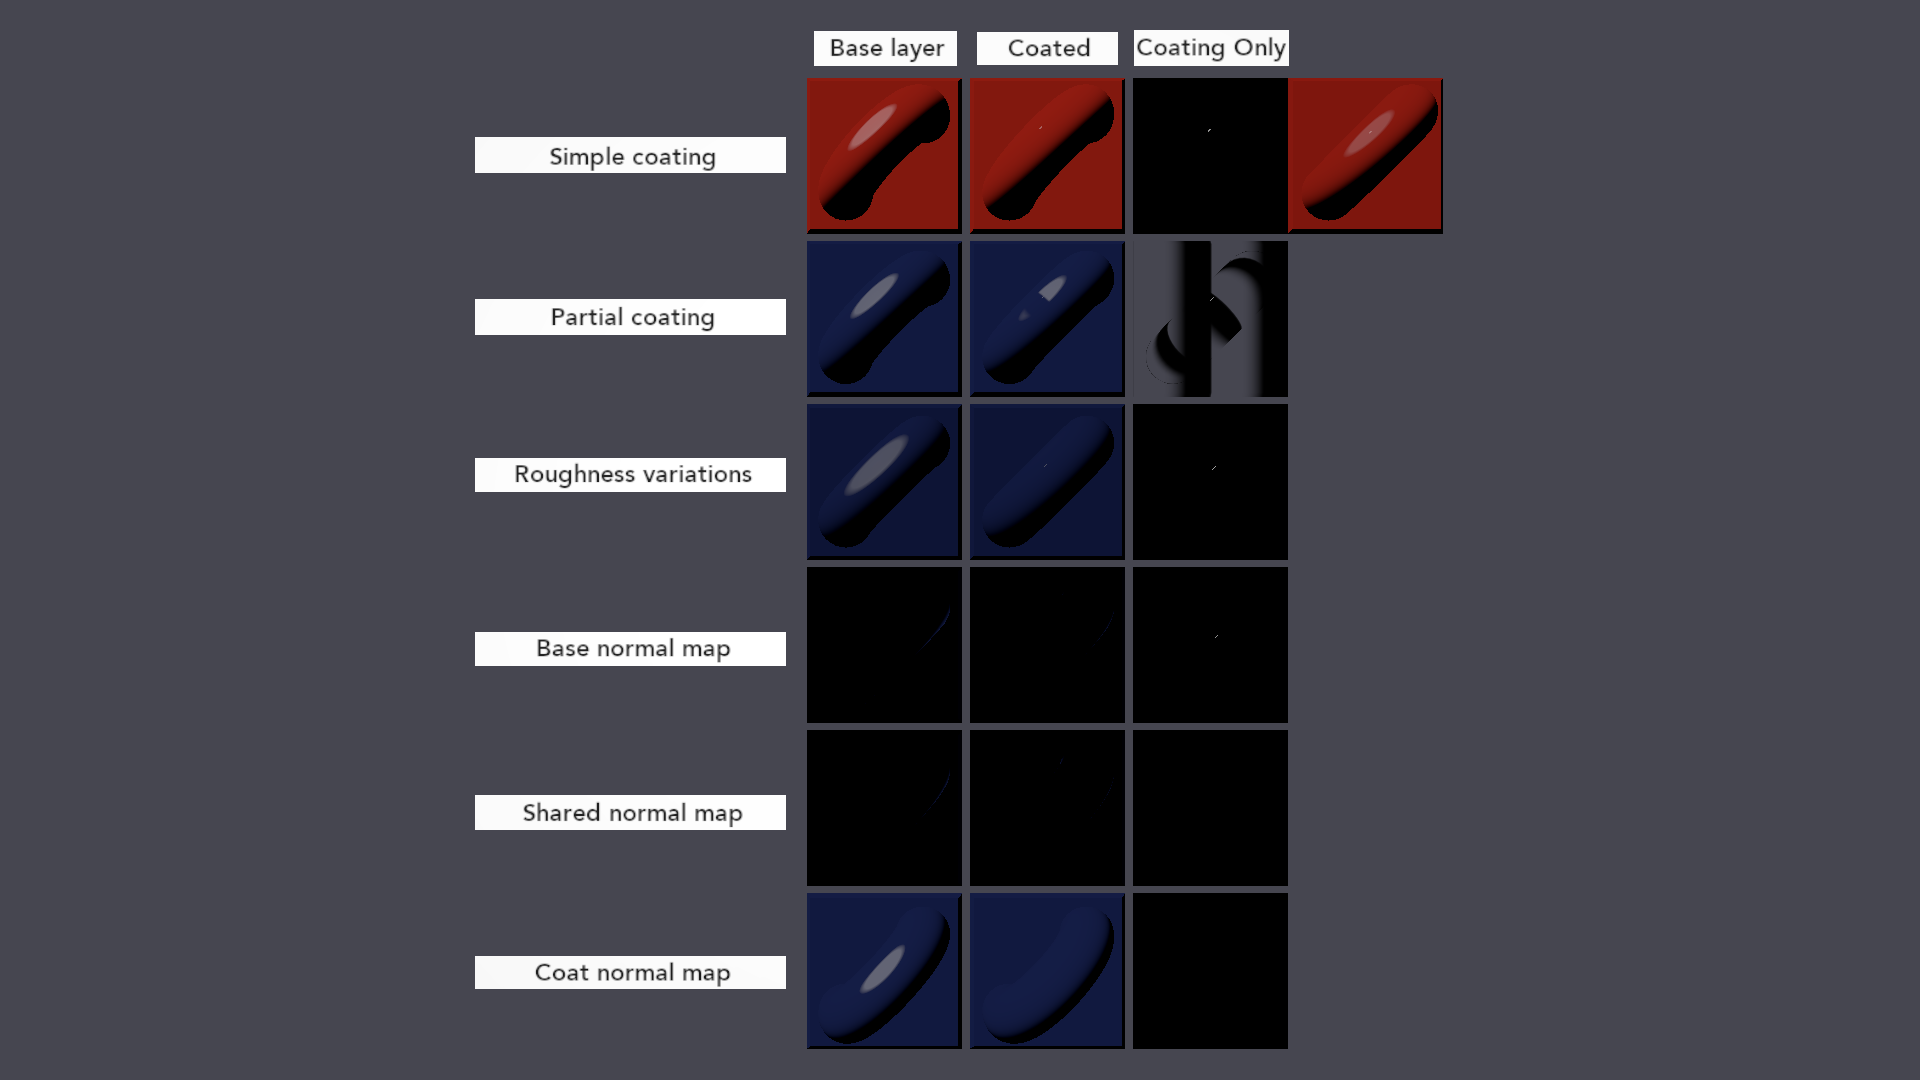 Base layer
Coated
Coating Only
Simple coating
Partial coating
Roughness variations
Base normal map
Shared normal map
Coat normal map